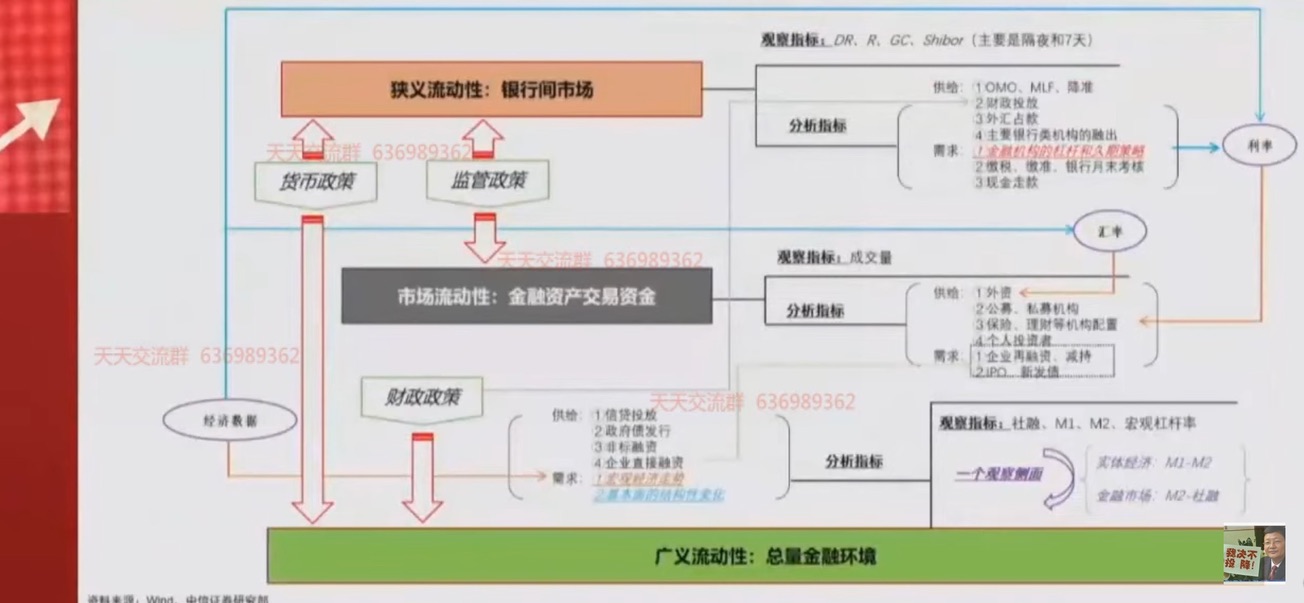 观察指标：DR、R、GC、Shibor（主要是隔夜和7天）
狭义流动性：银行间市场
供给：1 OMO、MLF、降准
2 财政投放
3 外汇占款
4 主要银行类机构的融出
分析指标
需求：1 金融机构的杠杆和久期策略
2 缴税、缴准、银行月末考核
3 现金走款
利率
天天交流群 636989362
货币政策
监管政策
汇率
观察指标：成交量
天天交流群 636989362
市场流动性：金融资产交易资金
分析指标
供给：1 外资
2 公募、私募机构
3 保险、理财等机构配置
4 个人投资者
需求：1 企业再融资、减持
2 IPO、新发债
天天交流群 636989362
财政政策
天天交流群 636989362
经济数据
供给：1 信贷投放
2 政府债发行
3 非标融资
4 企业直接融资
需求：1 宏观经济走势
2 基本面的结构性变化
分析指标
观察指标：社融、M1、M2、宏观杠杆率
一个观察侧面
实体经济：M1-M2
金融市场：M2-社融
广义流动性：总量金融环境
我决不
投降！
资料来源：Wind，中信证券研究部